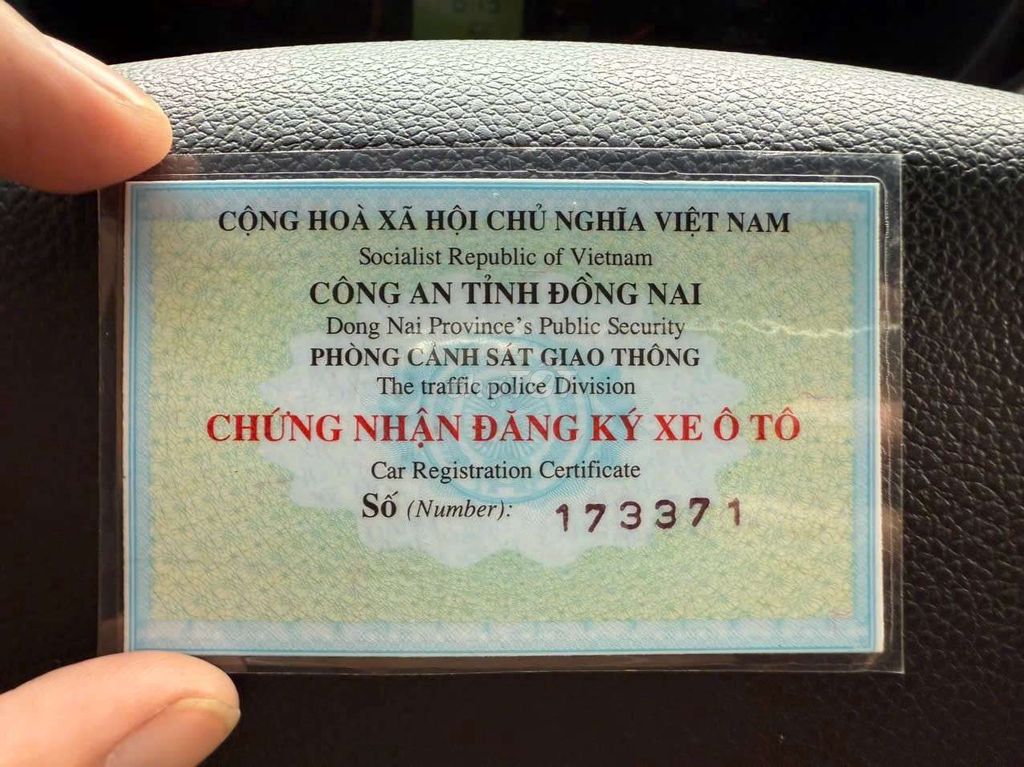 CỘNG HOÀ XÃ HỘI CHỦ NGHĨA VIỆT NAM
Socialist Republic of Vietnam
CÔNG AN TỈNH ĐỒNG NAI
Dong Nai Province's Public Security
PHÒNG CẢNH SÁT GIAO THÔNG
The traffic police Division
CHỨNG NHẬN ĐĂNG KÝ XE Ô TÔ
Car Registration Certificate
Số (Number): 173371